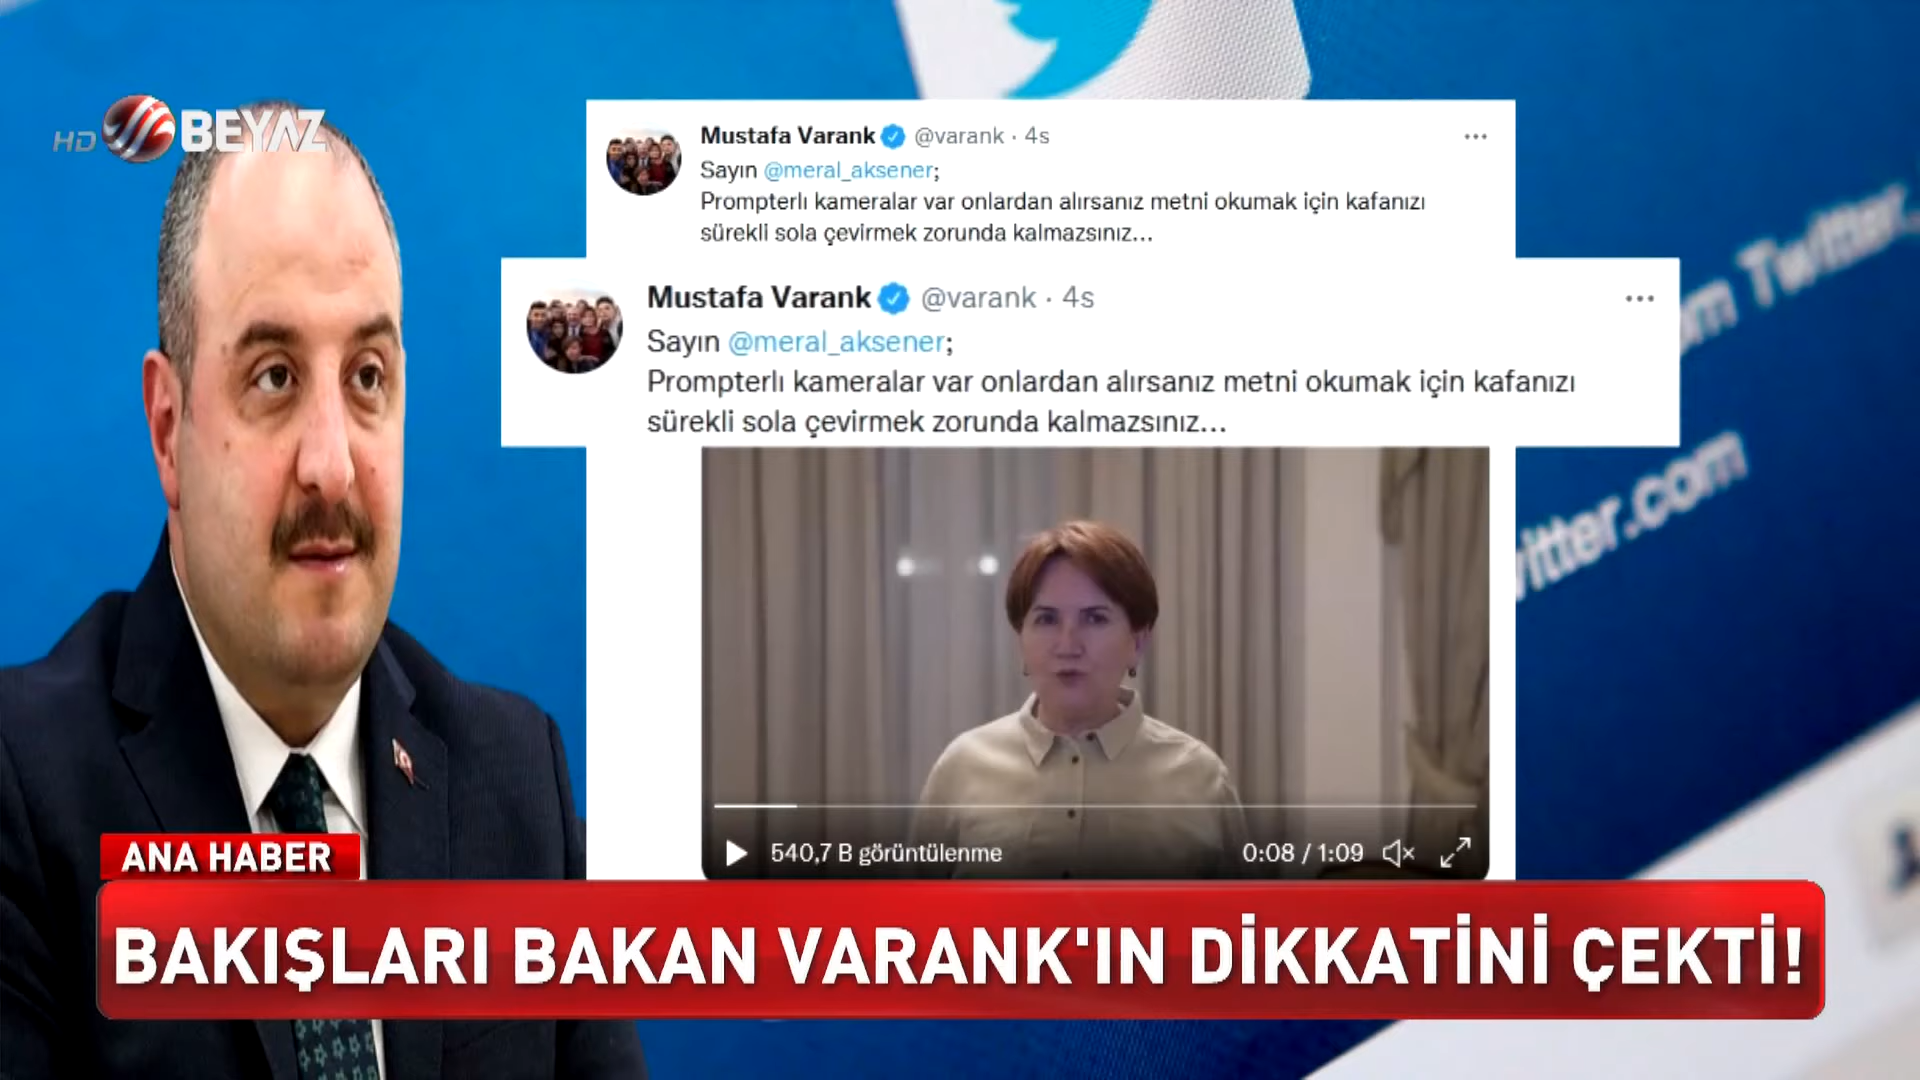 HD BEYAZ
Mustafa Varank @varank · 4s
Sayın @meral_aksener;
Prompterlı kameralar var onlardan alırsanız metni okumak için kafanızı
sürekli sola çevirmek zorunda kalmazsınız...
Mustafa Varank @varank · 4s
Sayın @meral_aksener;
Prompterlı kameralar var onlardan alırsanız metni okumak için kafanızı
sürekli sola çevirmek zorunda kalmazsınız...
Twitter
twitter.com
540,7 B görüntülenme
0:08 / 1:09
ANA HABER
BAKIŞLARI BAKAN VARANK'IN DİKKATİNİ ÇEKTİ!